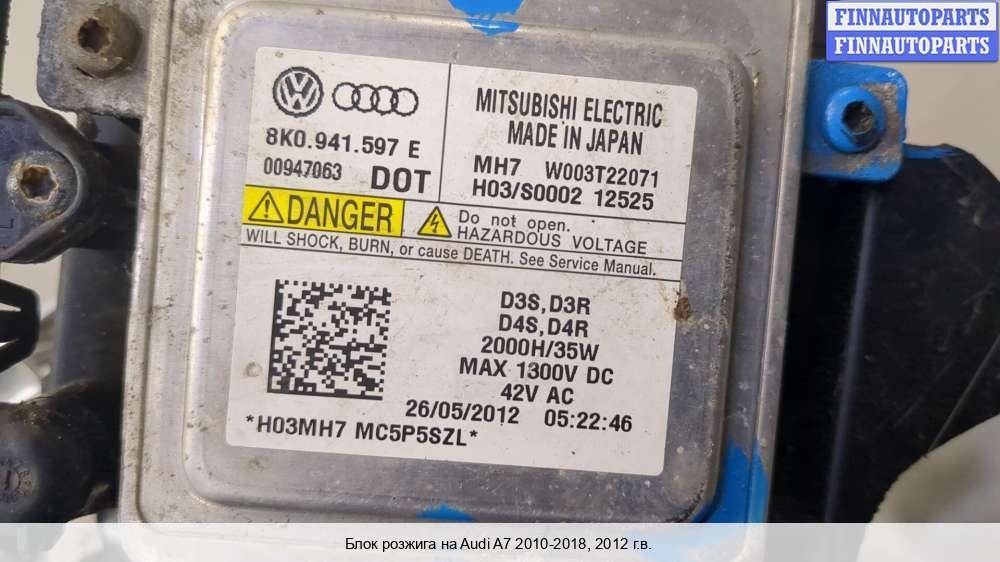 FINNAUTOPARTS
FINNAUTOPARTS
8K0.941.597 E
00947063 DOT
MITSUBISHI ELECTRIC
MADE IN JAPAN
MH7 W003T22071
H03/S0002 12525
DANGER
Do not open.
HAZARDOUS VOLTAGE
WILL SHOCK, BURN, or cause DEATH. See Service Manual.
D3S,D3R
D4S,D4R
2000H/35W
MAX 1300V DC
42V AC
26/05/2012 05:22:46
*H03MH7 MC5P5SZL*
Блок розжига на Audi A7 2010-2018, 2012 г.в.